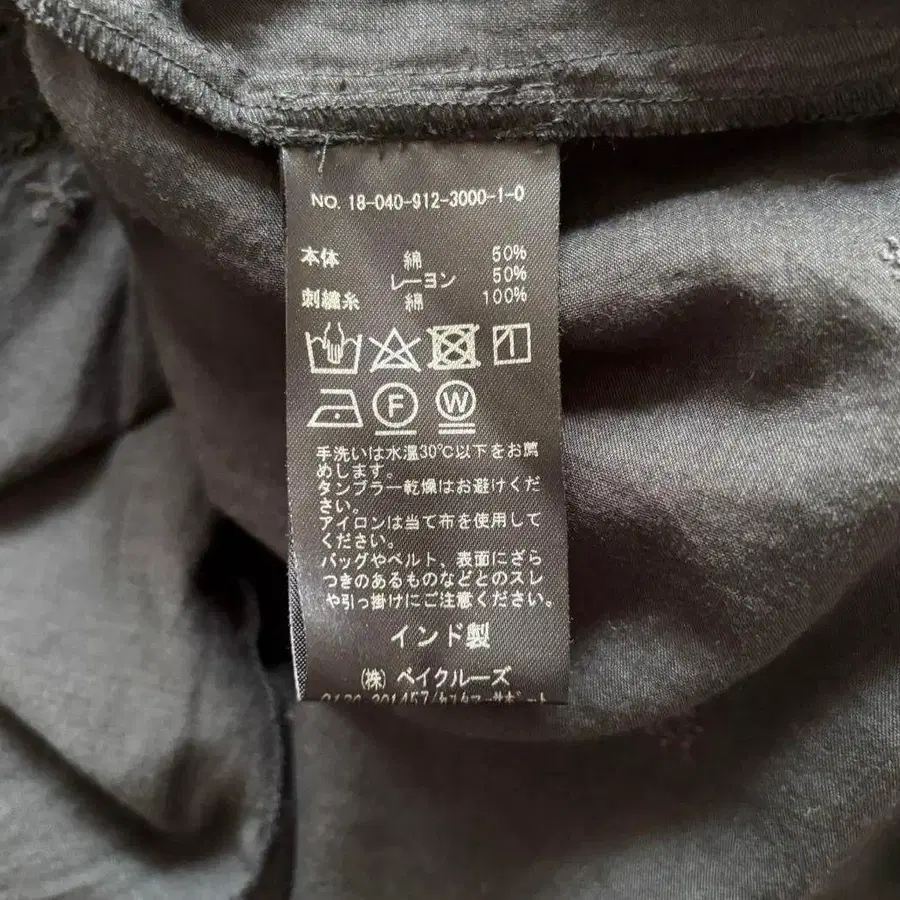 NO. 18-040-912-3000-1-0
本体 綿 50%
レーヨン 50%
刺繍糸 綿 100%
F W
手洗いは水温30℃以下をお薦
めします。
タンブラー乾燥はお避けくだ
さい。
アイロンは当て布を使用して
ください。
バッグやベルト、表面にざら
つきのあるものなどとのスレ
や引っ掛けにご注意ください。
インド製
(株) ベイクルーズ